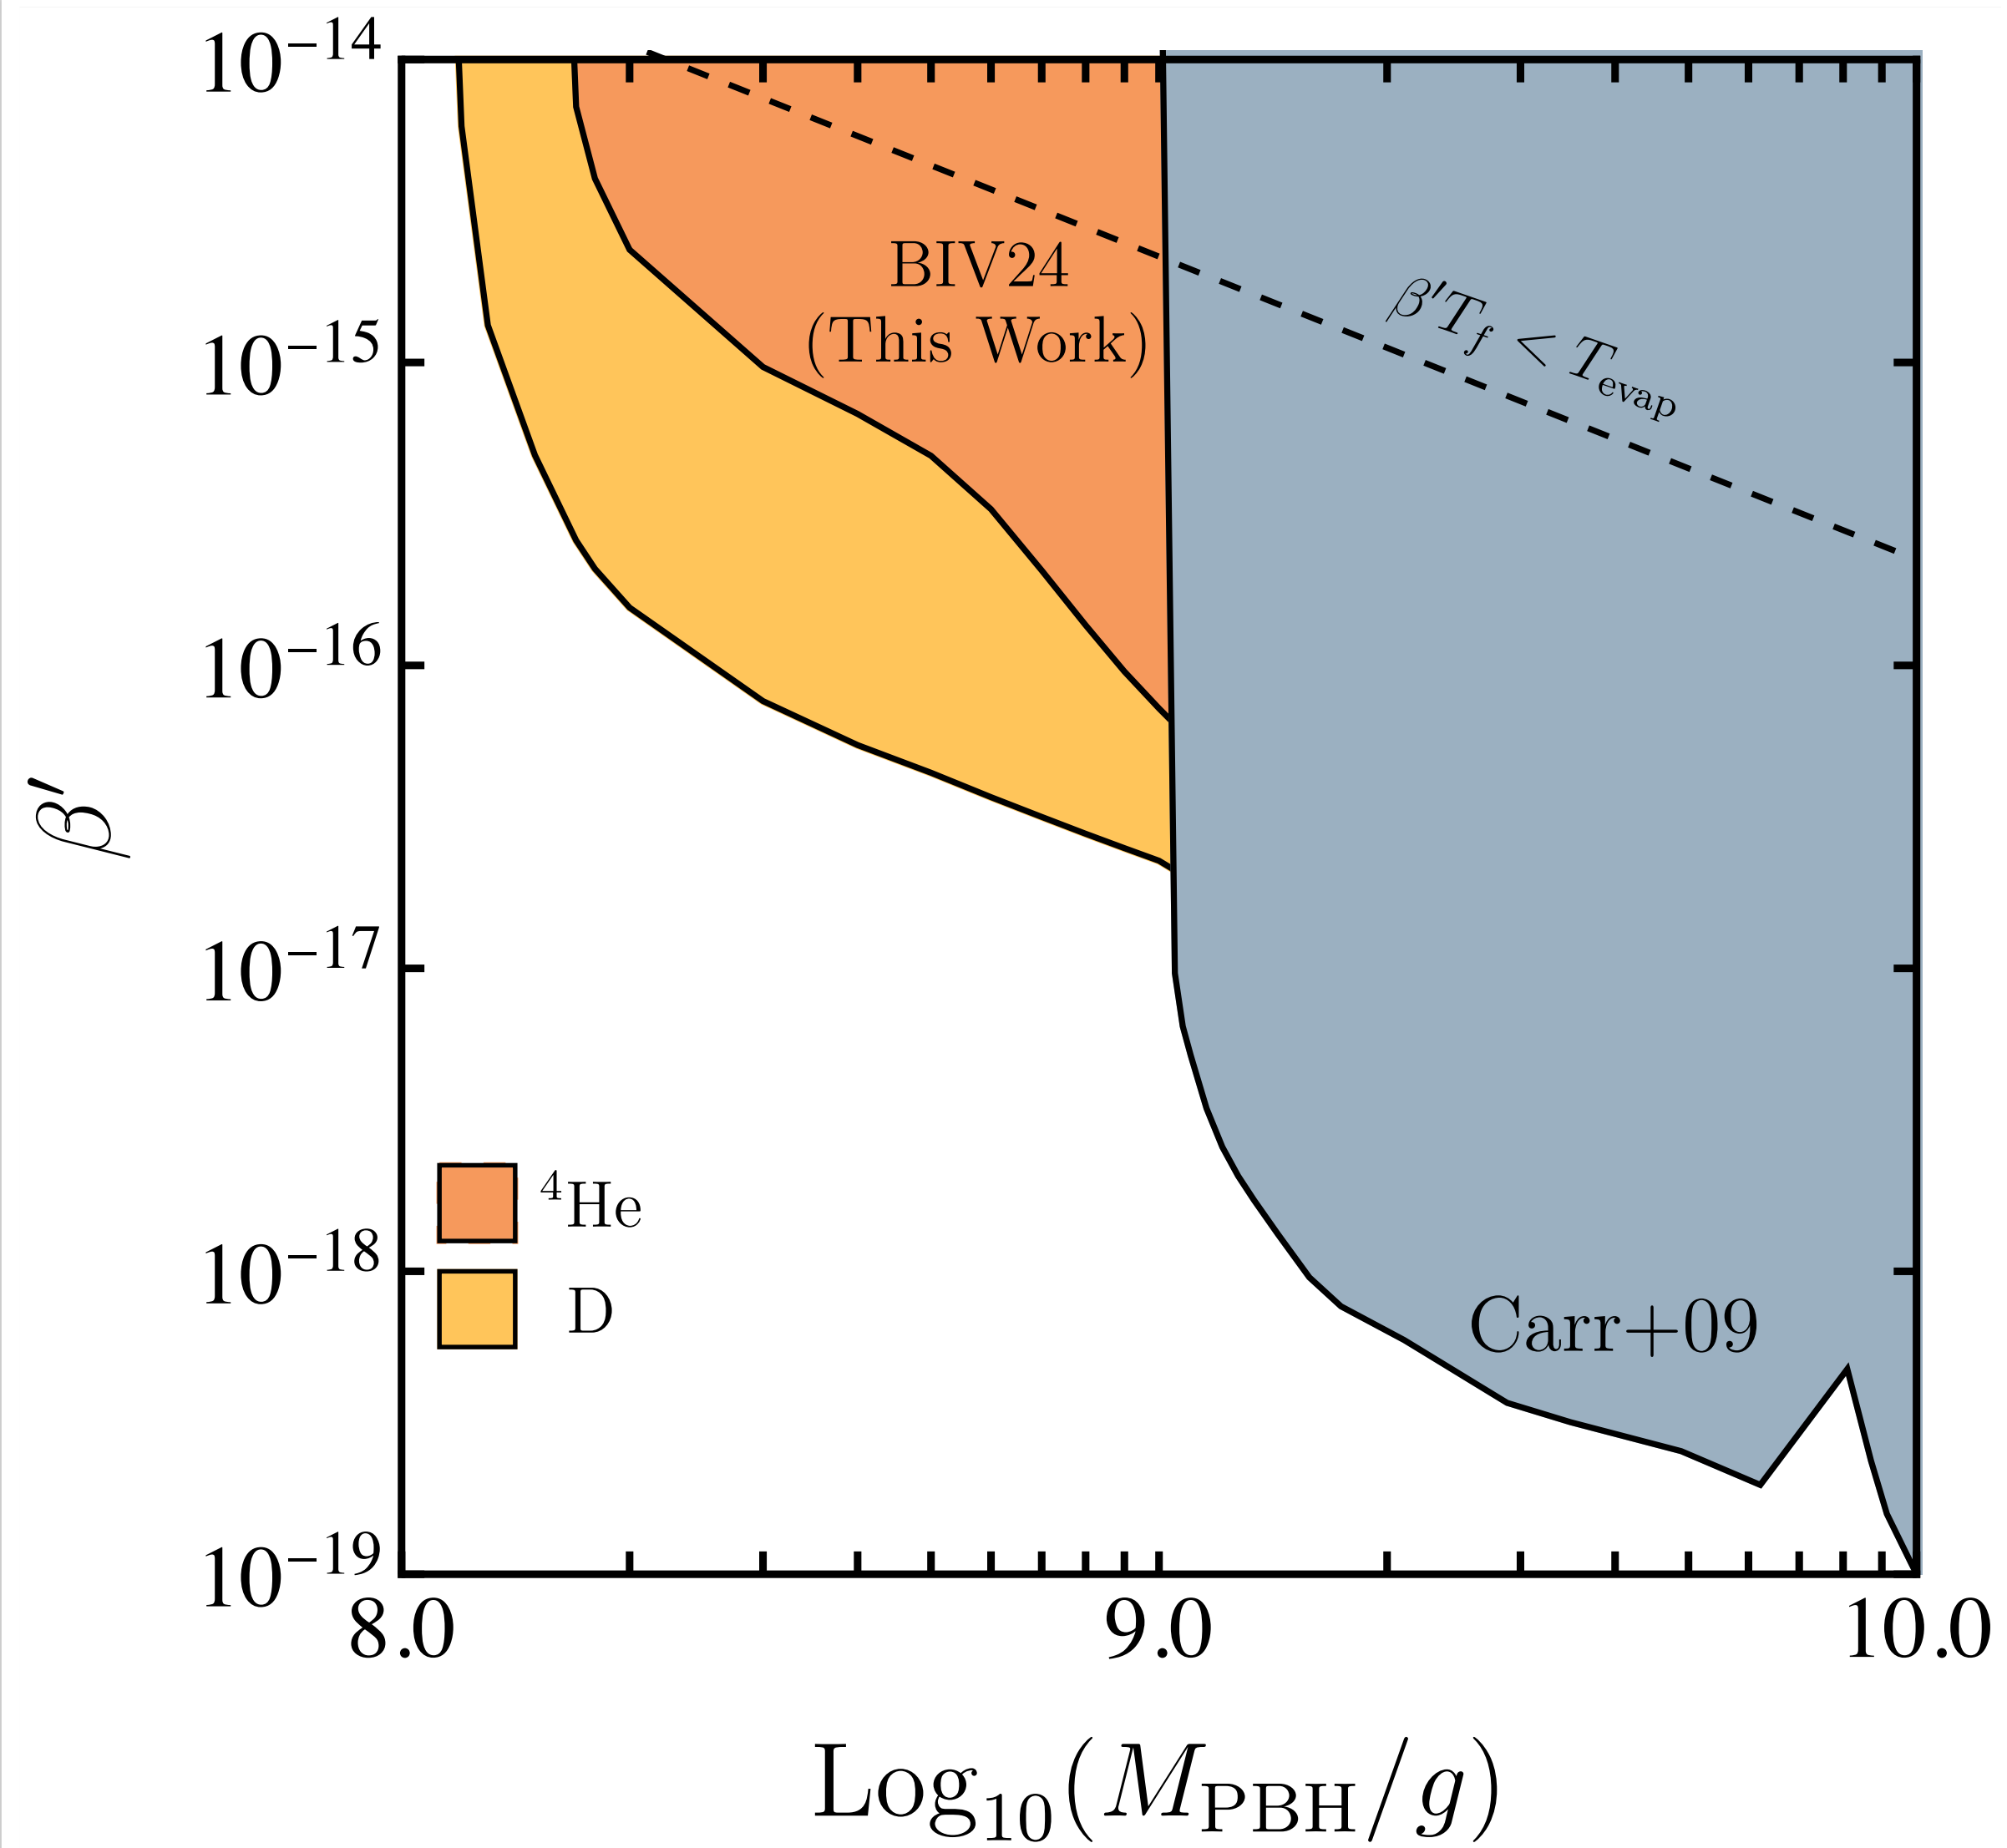 10⁻¹⁴
10⁻¹⁵
10⁻¹⁶
10⁻¹⁷
10⁻¹⁸
10⁻¹⁹
β′
BIV24
(This Work)
β′T_f < T_evap
⁴He
D
Carr+09
8.0
9.0
10.0
Log₁₀(M_PBH/g)